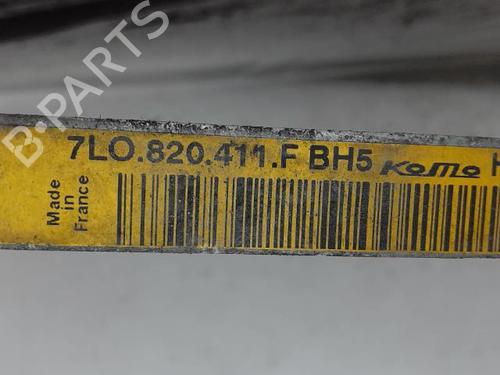 B-PARTS
7LO.820.411.F BH5 KoMo H
Made
in
France